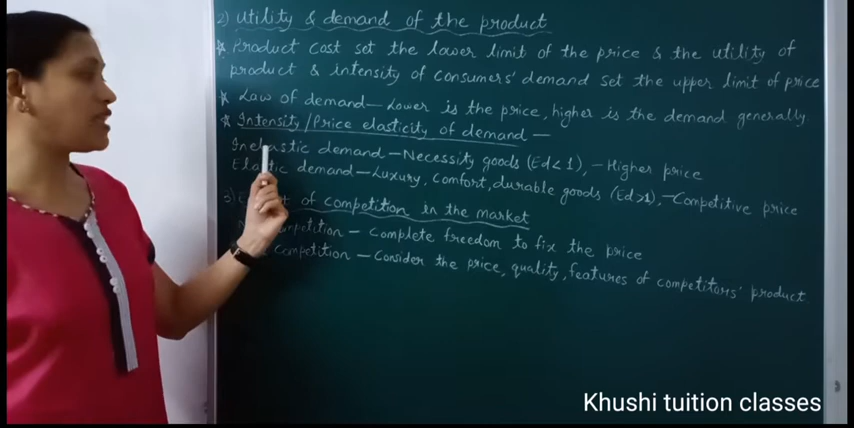 2) Utility & demand of the product
* Product cost set the lower limit of the price & the utility of
product & intensity of consumers' demand set the upper limit of price
* Law of demand – Lower is the price, higher is the demand generally
* Intensity/Price elasticity of demand –
Inelastic demand – Necessity goods (Ed<1), – Higher price
Elastic demand – Luxury, comfort, durable goods (Ed>1), – Competitive price
3) of competition in the market
competition – Complete freedom to fix the price
competition – Consider the price, quality, features of competitors' product
Khushi tuition classes